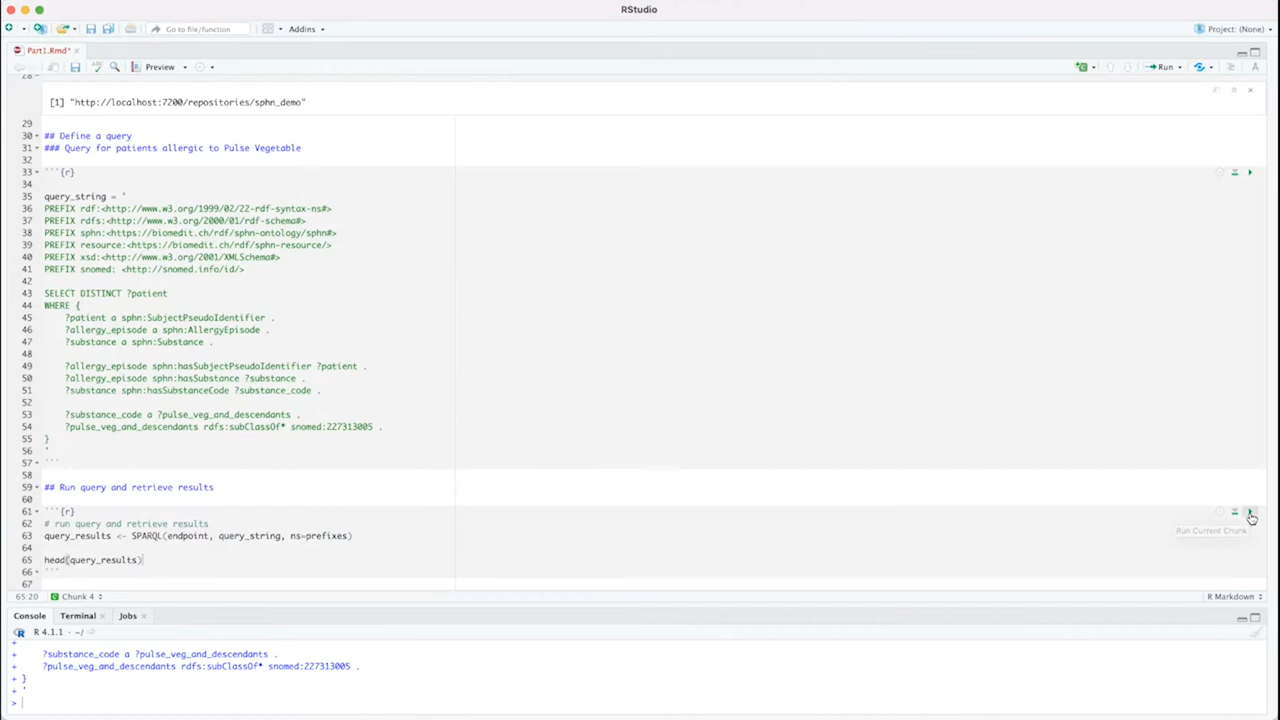 RStudio
Go to file/function
Addins
Project: (None)
Part1.Rmd*
Preview
Run
28
[1] "http://localhost:7200/repositories/sphn_demo"
29
30 ## Define a query
31 ### Query for patients allergic to Pulse Vegetable
32
33 ```{r}
34
35 query_string = '
36 PREFIX rdf:<http://www.w3.org/1999/02/22-rdf-syntax-ns#>
37 PREFIX rdfs:<http://www.w3.org/2000/01/rdf-schema#>
38 PREFIX sphn:<https://biomedit.ch/rdf/sphn-ontology/sphn#>
39 PREFIX resource:<https://biomedit.ch/rdf/sphn-resource/>
40 PREFIX xsd:<http://www.w3.org/2001/XMLSchema#>
41 PREFIX snomed: <http://snomed.info/id/>
42
43 SELECT DISTINCT ?patient
44 WHERE {
45 ?patient a sphn:SubjectPseudoIdentifier .
46 ?allergy_episode a sphn:AllergyEpisode .
47 ?substance a sphn:Substance .
48
49 ?allergy_episode sphn:hasSubjectPseudoIdentifier ?patient .
50 ?allergy_episode sphn:hasSubstance ?substance .
51 ?substance sphn:hasSubstanceCode ?substance_code .
52
53 ?substance_code a ?pulse_veg_and_descendants .
54 ?pulse_veg_and_descendants rdfs:subClassOf* snomed:227313005 .
55 }
56 '
57 ```
58
59 ## Run query and retrieve results
60
61 ```{r}
62 # run query and retrieve results
63 query_results <- SPARQL(endpoint, query_string, ns=prefixes)
Run Current Chunk
64
65 head(query_results)
66 ```
67
65:20 Chunk 4
R Markdown
Console Terminal Jobs
R 4.1.1 · ~/
+
+ ?substance_code a ?pulse_veg_and_descendants .
+ ?pulse_veg_and_descendants rdfs:subClassOf* snomed:227313005 .
+ }
+ '
>